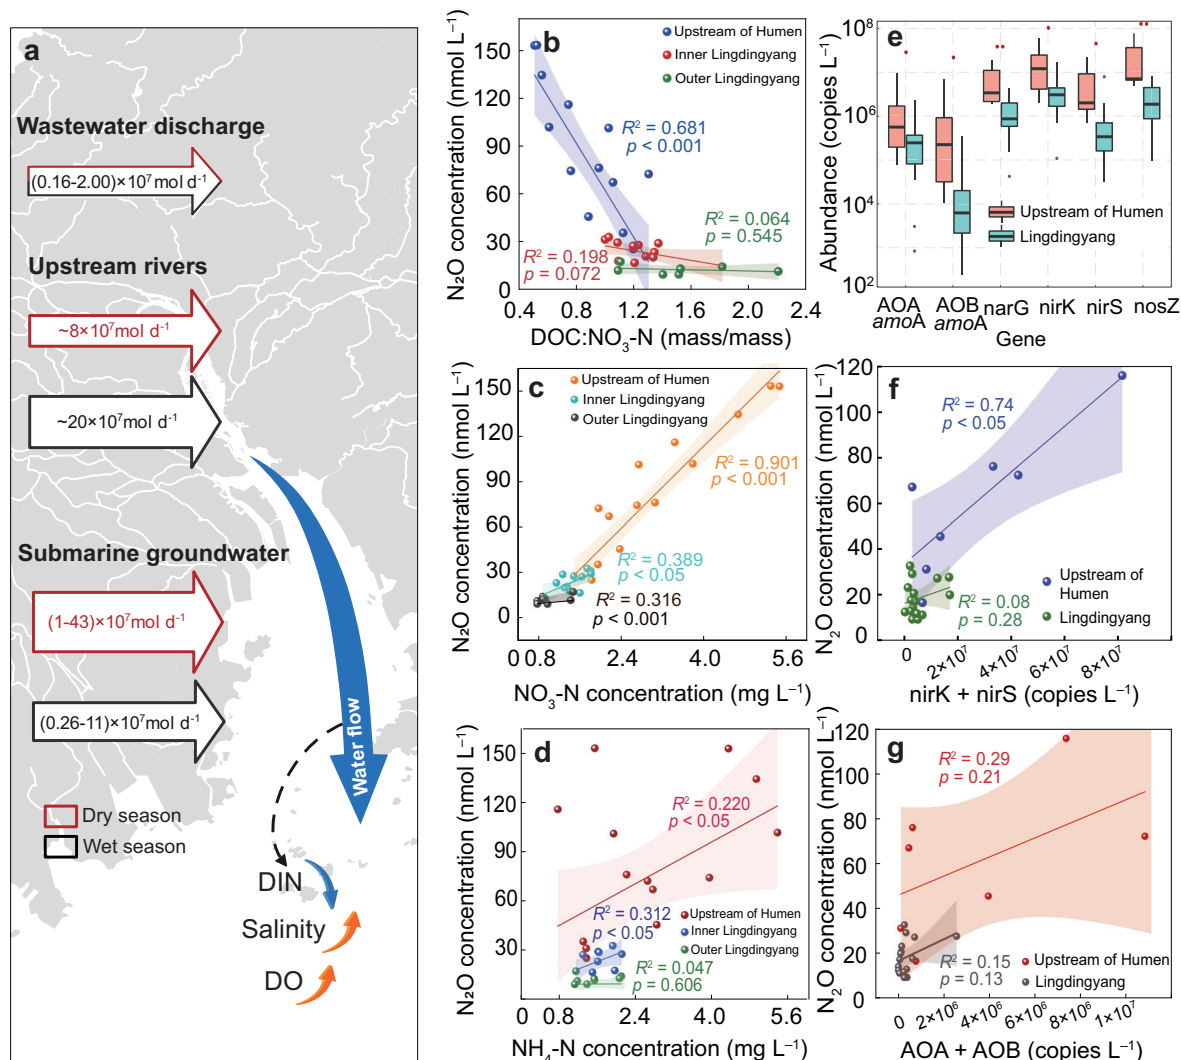 a
Wastewater discharge
(0.16-2.00)×10⁷mol d⁻¹
Upstream rivers
~8×10⁷mol d⁻¹
~20×10⁷mol d⁻¹
Submarine groundwater
(1-43)×10⁷mol d⁻¹
(0.26-11)×10⁷mol d⁻¹
Water flow
Dry season
Wet season
DIN
Salinity
DO
b
Upstream of Humen
Inner Lingdingyang
Outer Lingdingyang
R² = 0.681
p < 0.001
R² = 0.064
p = 0.545
R² = 0.198
p = 0.072
N₂O concentration (nmol L⁻¹)
150
120
90
60
30
0
0.4 0.8 1.2 1.6 2.0 2.4
DOC:NO₃-N (mass/mass)
c
Upstream of Humen
Inner Lingdingyang
Outer Lingdingyang
R² = 0.901
p < 0.001
R² = 0.389
p < 0.05
R² = 0.316
p < 0.001
N₂O concentration (nmol L⁻¹)
150
120
90
60
30
0
0 0.8 2.4 4.0 5.6
NO₃-N concentration (mg L⁻¹)
d
R² = 0.220
p < 0.05
R² = 0.312
p < 0.05
Upstream of Humen
Inner Lingdingyang
Outer Lingdingyang
R² = 0.047
p = 0.606
N₂O concentration (nmol L⁻¹)
150
120
90
60
30
0.8 2.4 4.0 5.6
NH₄-N concentration (mg L⁻¹)
e
Abundance (copies L⁻¹)
10⁸
10⁶
10⁴
10²
Upstream of Humen
Lingdingyang
AOA AOB narG nirK nirS nosZ
amoA amoA
Gene
f
R² = 0.74
p < 0.05
Upstream of
Humen
Lingdingyang
R² = 0.08
p = 0.28
N₂O concentration (nmol L⁻¹)
120
100
80
60
40
20
0
0 2×10⁷ 4×10⁷ 6×10⁷ 8×10⁷
nirK + nirS (copies L⁻¹)
g
R² = 0.29
p = 0.21
R² = 0.15
p = 0.13
Upstream of Humen
Lingdingyang
N₂O concentration (nmol L⁻¹)
120
100
80
60
40
20
0
0 2×10⁶ 4×10⁶ 6×10⁶ 8×10⁶ 1×10⁷
AOA + AOB (copies L⁻¹)